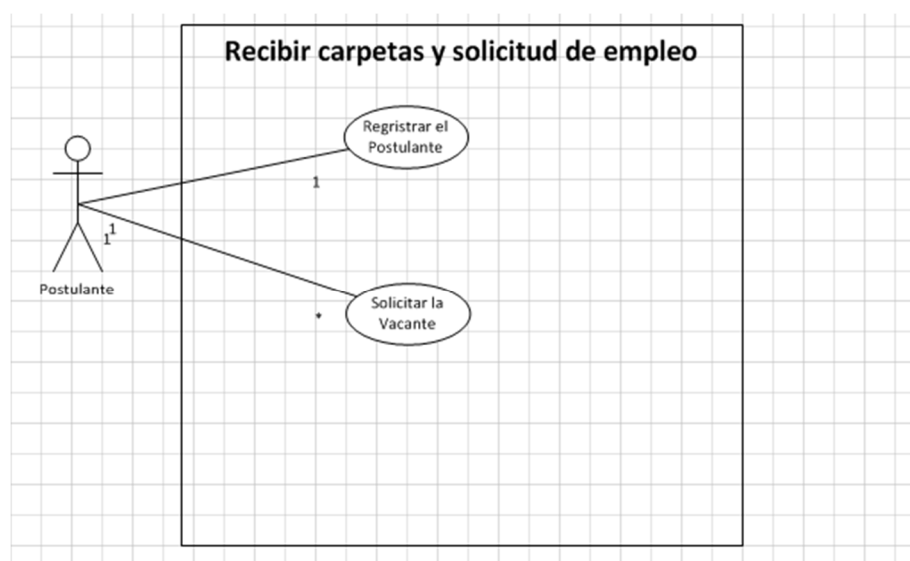 Recibir carpetas y solicitud de empleo
Regristrar el
Postulante
1
1
1
Postulante
Solicitar la
Vacante
*